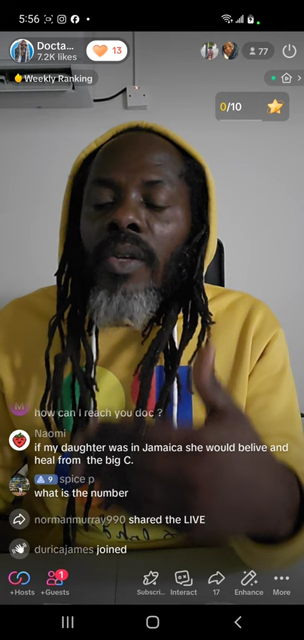 5:56
Docta...
7.2K likes
13
77
Weekly Ranking
0/10
M
how can I reach you doc ?
Naomi
if my daughter was in Jamaica she would belive and
heal from the big C.
9 spice p
what is the number
normanmurray990 shared the LIVE
duricajames joined
1
+Hosts
+Guests
Subscri...
Interact
17
Enhance
More